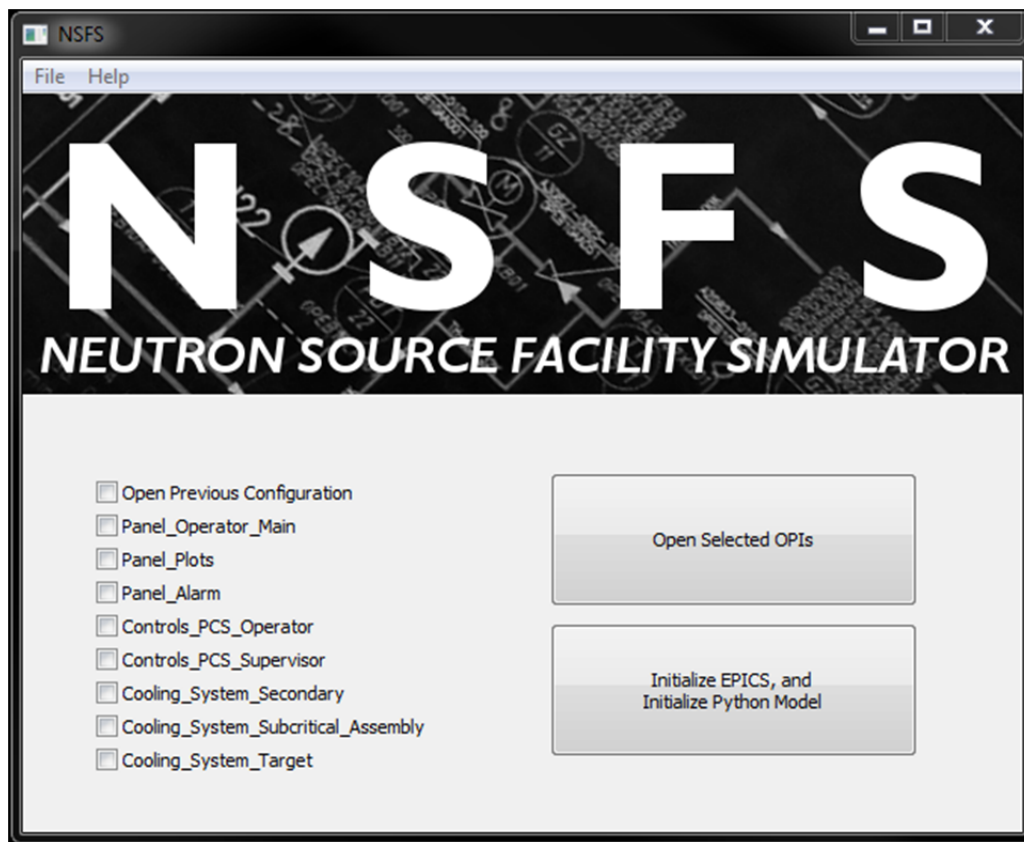 NSFS
File Help
N S F S
NEUTRON SOURCE FACILITY SIMULATOR
Open Previous Configuration
Panel_Operator_Main
Panel_Plots
Panel_Alarm
Controls_PCS_Operator
Controls_PCS_Supervisor
Cooling_System_Secondary
Cooling_System_Subcritical_Assembly
Cooling_System_Target
Open Selected OPIs
Initialize EPICS, and
Initialize Python Model